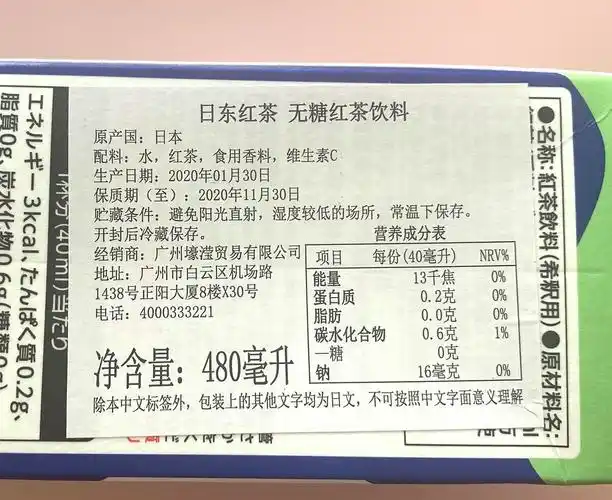 日东红茶 无糖红茶饮料
原产国：日本
配料：水，红茶，食用香料，维生素C
生产日期：2020年01月30日
保质期（至）：2020年11月30日
贮藏条件：避免阳光直射，湿度较低的场所，常温下保存。
开封后冷藏保存。
经销商：广州壕滢贸易有限公司
地址：广州市白云区机场路
1438号正阳大厦8楼X30号
电话：4000333221
净含量：480毫升
营养成分表
项目 每份(40毫升) NRV%
能量 13千焦 0%
蛋白质 0.2克 0%
脂肪 0.0克 0%
碳水化合物 0.6克 1%
—糖 0克
钠 16毫克 0%
除本中文标签外，包装上的其他文字均为日文，不可按照中文字面意义理解
●名称:紅茶飲料(希釈用)●原材料名:
1杯分(40ml)当たり
エネルギー 3kcal、たんぱく質 0.2g、
脂質0g、炭水化物0.6g(糖類0g)、